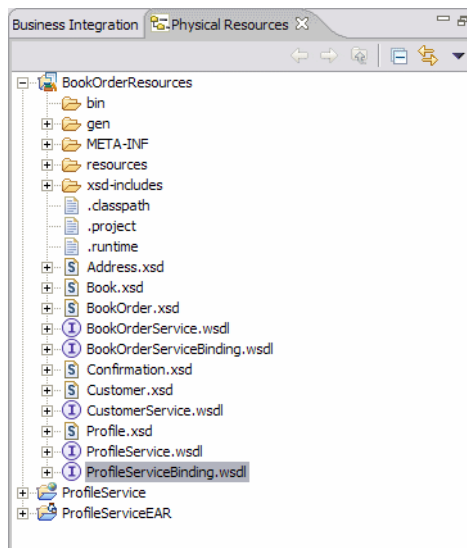 Business Integration Physical Resources
BookOrderResources
bin
gen
META-INF
resources
xsd-includes
.classpath
.project
.runtime
Address.xsd
Book.xsd
BookOrder.xsd
BookOrderService.wsdl
BookOrderServiceBinding.wsdl
Confirmation.xsd
Customer.xsd
CustomerService.wsdl
Profile.xsd
ProfileService.wsdl
ProfileServiceBinding.wsdl
ProfileService
ProfileServiceEAR